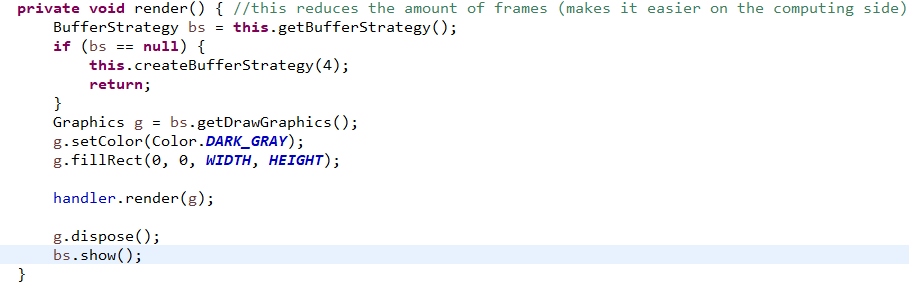 private void render() { //this reduces the amount of frames (makes it easier on the computing side)
    BufferStrategy bs = this.getBufferStrategy();
    if (bs == null) {
        this.createBufferStrategy(4);
        return;
    }
    Graphics g = bs.getDrawGraphics();
    g.setColor(Color.DARK_GRAY);
    g.fillRect(0, 0, WIDTH, HEIGHT);

    handler.render(g);

    g.dispose();
    bs.show();
}